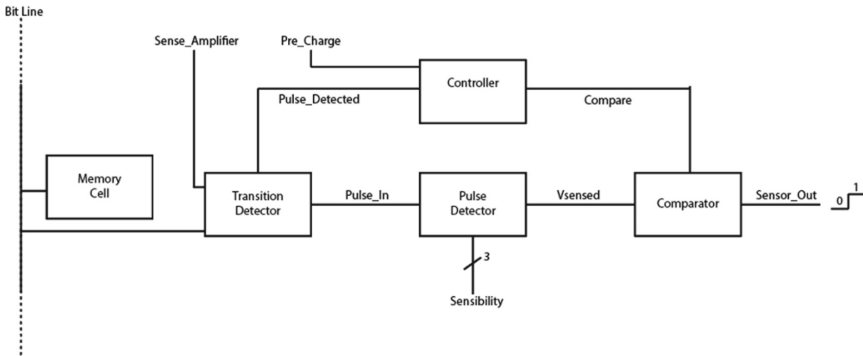 Bit Line
Sense_Amplifier
Pre_Charge
Controller
Pulse_Detected
Compare
Memory
Cell
Transition
Detector
Pulse_In
Pulse
Detector
Vsensed
Comparator
Sensor_Out
0
1
3
Sensibility